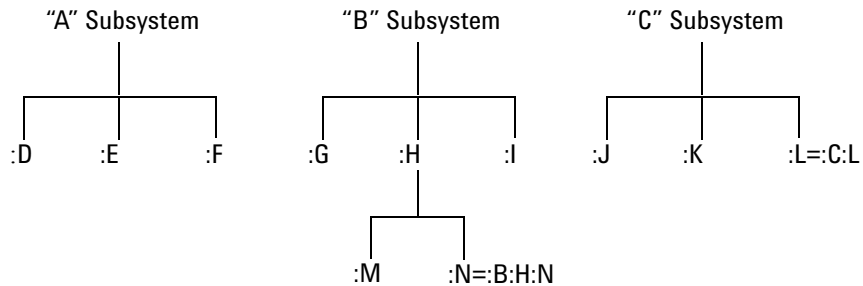 “A” Subsystem “B” Subsystem “C” Subsystem
:D :E :F :G :H :I :J :K :L=:C:L
:M :N=:B:H:N